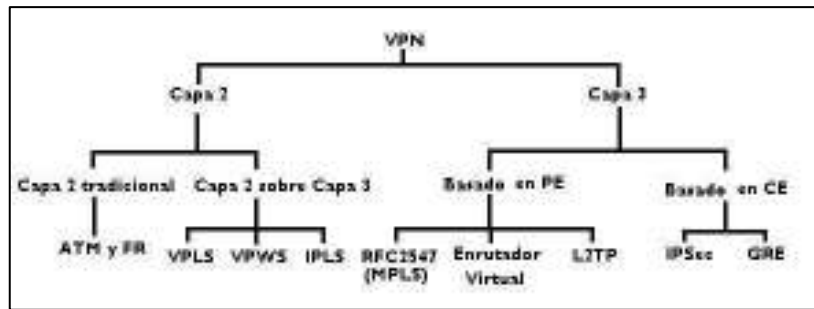 VPN
Capa 2
Capa 3
Capa 2 tradicional
Capa 2 sobre Capa 3
Basado en PE
Basado en CE
ATM y FR
VPLS
VPWS
IPLS
RFC2547
(MPLS)
Enrutador
Virtual
L2TP
IPSec
GRE